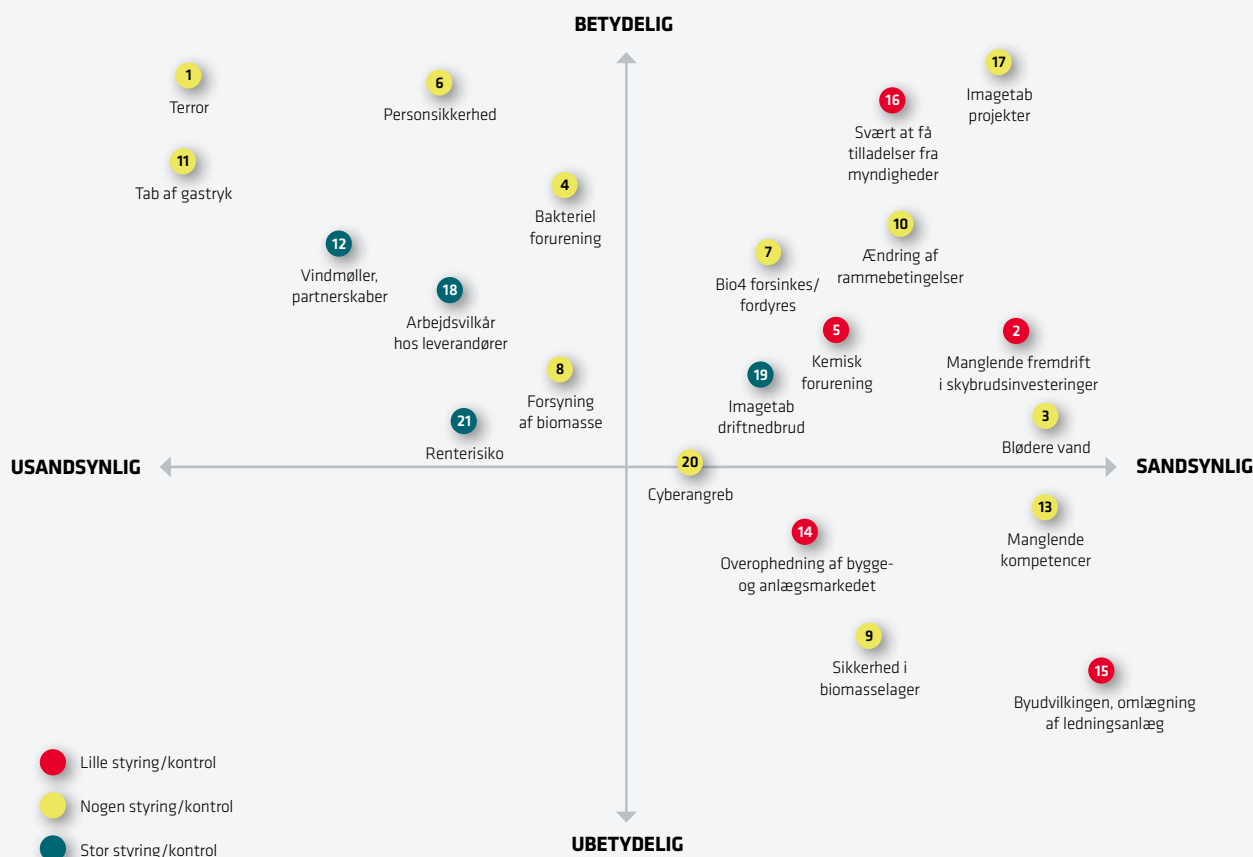 BETYDELIG
1
Terror
6
Personsikkerhed
17
Imagetab
projekter
16
Svært at få
tilladelser fra
myndigheder
11
Tab af gastryk
4
Bakteriel
forurening
10
Ændring af
rammebetingelser
12
Vindmøller,
partnerskaber
7
Bio4 forsinkes/
fordyres
18
Arbejdsvilkår
hos leverandører
5
Kemisk
forurening
2
Manglende fremdrift
i skybrudsinvesteringer
8
Forsyning
af biomasse
19
Imagetab
driftnedbrud
21
Renterisiko
3
Blødere vand
USANDSYNLIG
SANDSYNLIG
20
Cyberangreb
13
Manglende
kompetencer
14
Overophedning af bygge-
og anlægsmarkedet
9
Sikkerhed i
biomasselager
15
Byudvilkingen, omlægning
af ledningsanlæg
Lille styring/kontrol
Nogen styring/kontrol
Stor styring/kontrol
UBETYDELIG